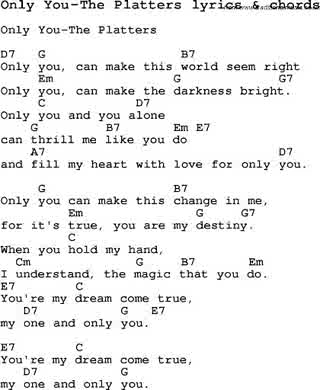 Only You-The Platters lyrics & chords
Only You-The Platters
D7 G B7
Only you, can make this world seem right
Em G G7
Only you, can make the darkness bright.
C D7
Only you and you alone
G B7 Em E7
can thrill me like you do
A7 D7
and fill my heart with love for only you.
G B7
Only you can make this change in me,
Em G G7
for it's true, you are my destiny.
C
When you hold my hand,
Cm G B7 Em
I understand, the magic that you do.
E7 C
You're my dream come true,
D7 G E7
my one and only you.
E7 C
You're my dream come true,
D7 G
my one and only you.